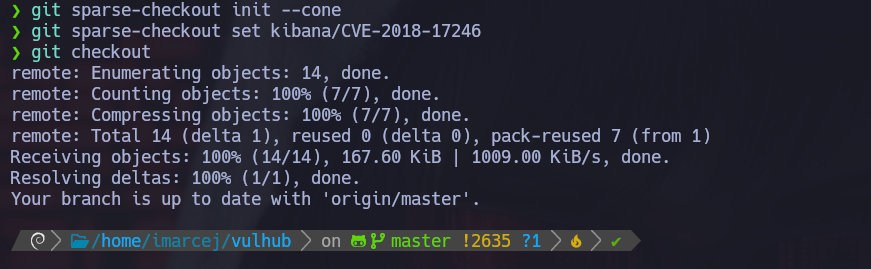 ❯ git sparse-checkout init --cone
❯ git sparse-checkout set kibana/CVE-2018-17246
❯ git checkout
remote: Enumerating objects: 14, done.
remote: Counting objects: 100% (7/7), done.
remote: Compressing objects: 100% (7/7), done.
remote: Total 14 (delta 1), reused 0 (delta 0), pack-reused 7 (from 1)
Receiving objects: 100% (14/14), 167.60 KiB | 1009.00 KiB/s, done.
Resolving deltas: 100% (1/1), done.
Your branch is up to date with 'origin/master'.
/home/imarcej/vulhub on master !2635 ?1 ✔